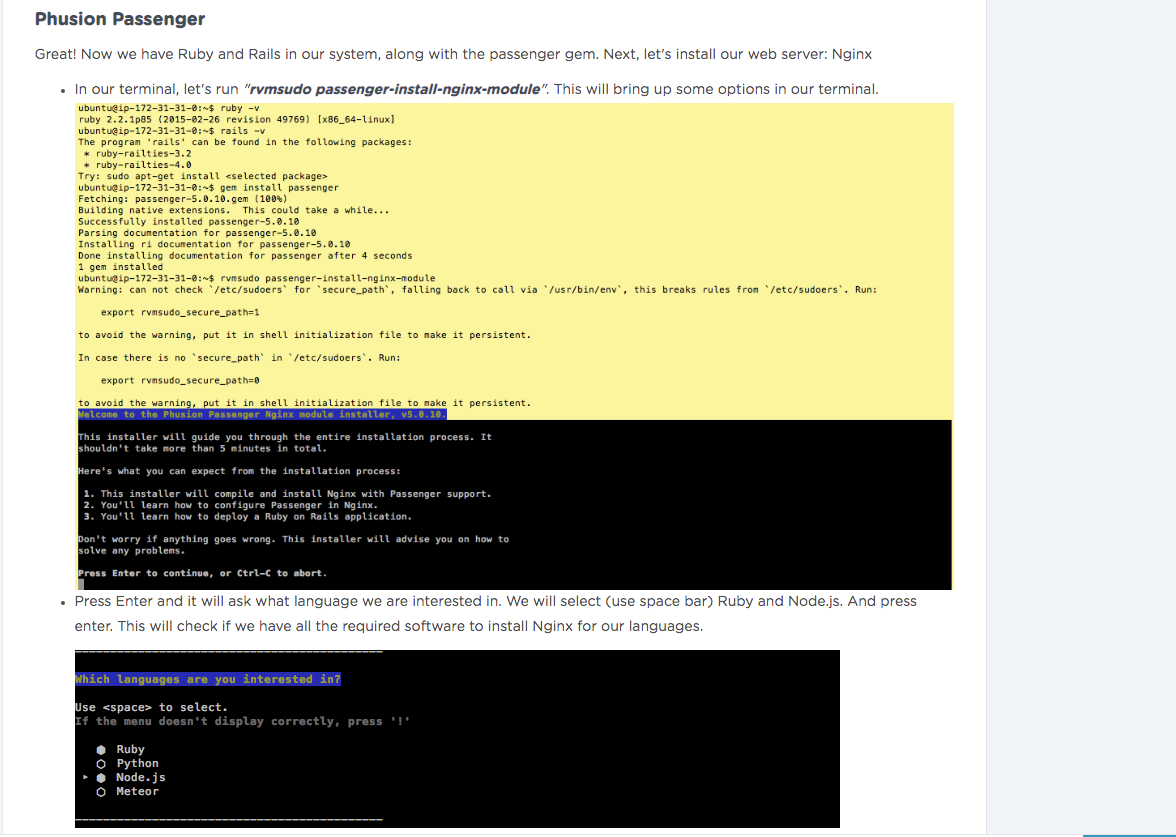 Phusion Passenger
Great! Now we have Ruby and Rails in our system, along with the passenger gem. Next, let's install our web server: Nginx
• In our terminal, let's run "rvmsudo passenger-install-nginx-module". This will bring up some options in our terminal.
ubuntu@ip-172-31-31-0:~$ ruby -v
ruby 2.2.1p85 (2015-02-26 revision 49769) [x86_64-linux]
ubuntu@ip-172-31-31-0:~$ rails -v
The program 'rails' can be found in the following packages:
* ruby-railties-3.2
* ruby-railties-4.0
Try: sudo apt-get install <selected package>
ubuntu@ip-172-31-31-0:~$ gem install passenger
Fetching: passenger-5.0.10.gem (100%)
Building native extensions.  This could take a while...
Successfully installed passenger-5.0.10
Parsing documentation for passenger-5.0.10
Installing ri documentation for passenger-5.0.10
Done installing documentation for passenger after 4 seconds
1 gem installed
ubuntu@ip-172-31-31-0:~$ rvmsudo passenger-install-nginx-module
Warning: can not check `/etc/sudoers` for `secure_path`, falling back to call via `/usr/bin/env`, this breaks rules from `/etc/sudoers`. Run:
export rvmsudo_secure_path=1
to avoid the warning, put it in shell initialization file to make it persistent.
In case there is no `secure_path` in `/etc/sudoers`. Run:
export rvmsudo_secure_path=0
to avoid the warning, put it in shell initialization file to make it persistent.
Welcome to the Phusion Passenger Nginx module installer, v5.0.10.
This installer will guide you through the entire installation process. It
shouldn't take more than 5 minutes in total.
Here's what you can expect from the installation process:
1. This installer will compile and install Nginx with Passenger support.
2. You'll learn how to configure Passenger in Nginx.
3. You'll learn how to deploy a Ruby on Rails application.
Don't worry if anything goes wrong. This installer will advise you on how to
solve any problems.
Press Enter to continue, or Ctrl-C to abort.
• Press Enter and it will ask what language we are interested in. We will select (use space bar) Ruby and Node.js. And press
enter. This will check if we have all the required software to install Nginx for our languages.
Which languages are you interested in?
Use <space> to select.
If the menu doesn't display correctly, press '!'
⬢ Ruby
⬡ Python
‣ ⬢ Node.js
⬡ Meteor